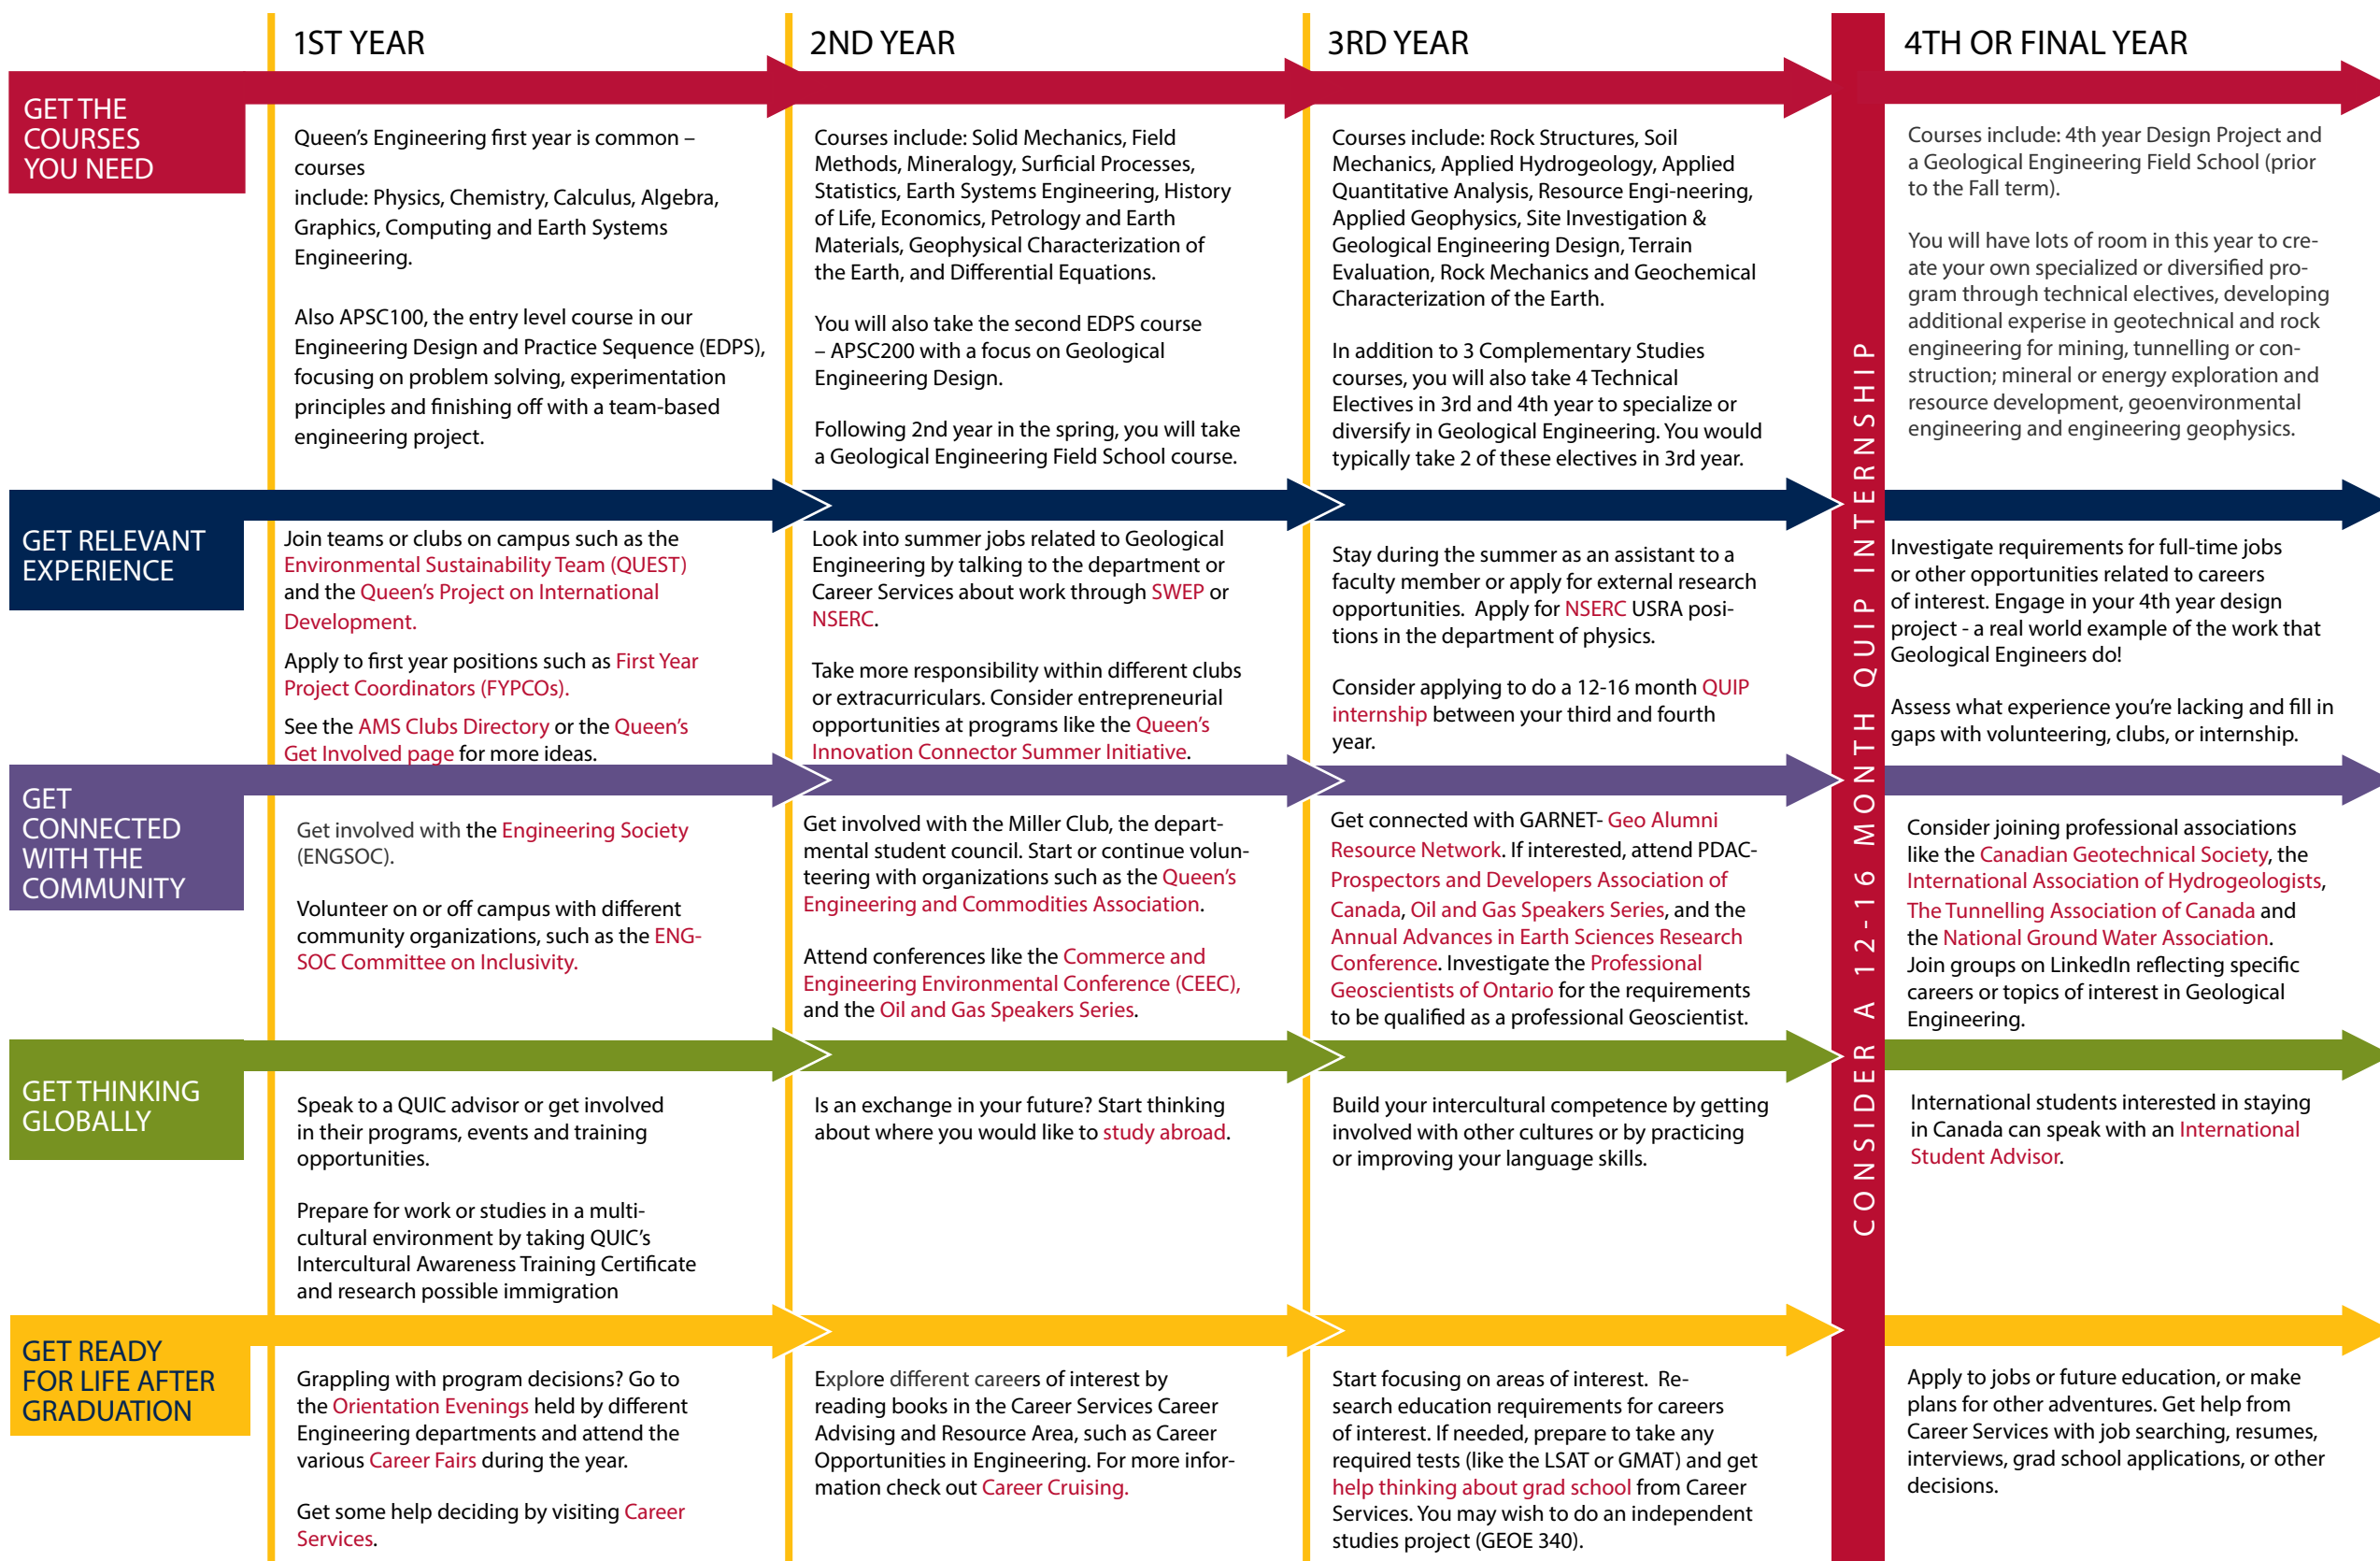 1ST YEAR
2ND YEAR
3RD YEAR
4TH OR FINAL YEAR
GET THE
COURSES
YOU NEED
Queen's Engineering first year is common –
courses
include: Physics, Chemistry, Calculus, Algebra,
Graphics, Computing and Earth Systems
Engineering.
Also APSC100, the entry level course in our
Engineering Design and Practice Sequence (EDPS),
focusing on problem solving, experimentation
principles and finishing off with a team-based
engineering project.
Courses include: Solid Mechanics, Field
Methods, Mineralogy, Surficial Processes,
Statistics, Earth Systems Engineering, History
of Life, Economics, Petrology and Earth
Materials, Geophysical Characterization of
the Earth, and Differential Equations.
You will also take the second EDPS course
– APSC200 with a focus on Geological
Engineering Design.
Following 2nd year in the spring, you will take
a Geological Engineering Field School course.
Courses include: Rock Structures, Soil
Mechanics, Applied Hydrogeology, Applied
Quantitative Analysis, Resource Engi-neering,
Applied Geophysics, Site Investigation &
Geological Engineering Design, Terrain
Evaluation, Rock Mechanics and Geochemical
Characterization of the Earth.
In addition to 3 Complementary Studies
courses, you will also take 4 Technical
Electives in 3rd and 4th year to specialize or
diversify in Geological Engineering. You would
typically take 2 of these electives in 3rd year.
Courses include: 4th year Design Project and
a Geological Engineering Field School (prior
to the Fall term).
You will have lots of room in this year to cre-
ate your own specialized or diversified pro-
gram through technical electives, developing
additional experise in geotechnical and rock
engineering for mining, tunnelling or con-
struction; mineral or energy exploration and
resource development, geoenvironmental
engineering and engineering geophysics.
CONSIDER A 12-16 MONTH QUIP INTERNSHIP
GET RELEVANT
EXPERIENCE
Join teams or clubs on campus such as the
Environmental Sustainability Team (QUEST)
and the Queen's Project on International
Development.
Apply to first year positions such as First Year
Project Coordinators (FYPCOs).
See the AMS Clubs Directory or the Queen's
Get Involved page for more ideas.
Look into summer jobs related to Geological
Engineering by talking to the department or
Career Services about work through SWEP or
NSERC.
Take more responsibility within different clubs
or extracurriculars. Consider entrepreneurial
opportunities at programs like the Queen's
Innovation Connector Summer Initiative.
Stay during the summer as an assistant to a
faculty member or apply for external research
opportunities. Apply for NSERC USRA posi-
tions in the department of physics.
Consider applying to do a 12-16 month QUIP
internship between your third and fourth
year.
Investigate requirements for full-time jobs
or other opportunities related to careers
of interest. Engage in your 4th year design
project - a real world example of the work that
Geological Engineers do!
Assess what experience you're lacking and fill in
gaps with volunteering, clubs, or internship.
GET
CONNECTED
WITH THE
COMMUNITY
Get involved with the Engineering Society
(ENGSOC).
Volunteer on or off campus with different
community organizations, such as the ENG-
SOC Committee on Inclusivity.
Get involved with the Miller Club, the depart-
mental student council. Start or continue volun-
teering with organizations such as the Queen's
Engineering and Commodities Association.
Attend conferences like the Commerce and
Engineering Environmental Conference (CEEC),
and the Oil and Gas Speakers Series.
Get connected with GARNET- Geo Alumni
Resource Network. If interested, attend PDAC-
Prospectors and Developers Association of
Canada, Oil and Gas Speakers Series, and the
Annual Advances in Earth Sciences Research
Conference. Investigate the Professional
Geoscientists of Ontario for the requirements
to be qualified as a professional Geoscientist.
Consider joining professional associations
like the Canadian Geotechnical Society, the
International Association of Hydrogeologists,
The Tunnelling Association of Canada and
the National Ground Water Association.
Join groups on LinkedIn reflecting specific
careers or topics of interest in Geological
Engineering.
GET THINKING
GLOBALLY
Speak to a QUIC advisor or get involved
in their programs, events and training
opportunities.
Prepare for work or studies in a multi-
cultural environment by taking QUIC's
Intercultural Awareness Training Certificate
and research possible immigration
Is an exchange in your future? Start thinking
about where you would like to study abroad.
Build your intercultural competence by getting
involved with other cultures or by practicing
or improving your language skills.
International students interested in staying
in Canada can speak with an International
Student Advisor.
GET READY
FOR LIFE AFTER
GRADUATION
Grappling with program decisions? Go to
the Orientation Evenings held by different
Engineering departments and attend the
various Career Fairs during the year.
Get some help deciding by visiting Career
Services.
Explore different careers of interest by
reading books in the Career Services Career
Advising and Resource Area, such as Career
Opportunities in Engineering. For more infor-
mation check out Career Cruising.
Start focusing on areas of interest. Re-
search education requirements for careers
of interest. If needed, prepare to take any
required tests (like the LSAT or GMAT) and get
help thinking about grad school from Career
Services. You may wish to do an independent
studies project (GEOE 340).
Apply to jobs or future education, or make
plans for other adventures. Get help from
Career Services with job searching, resumes,
interviews, grad school applications, or other
decisions.